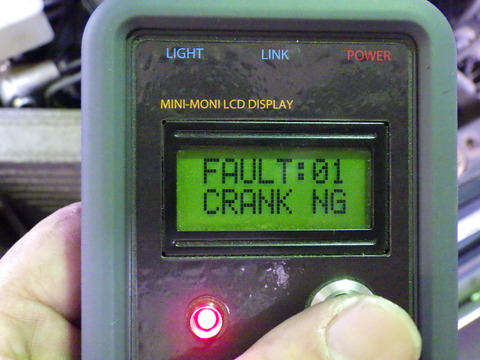 LIGHT LINK POWER
MINI-MONI LCD DISPLAY
FAULT:01
CRANK NG